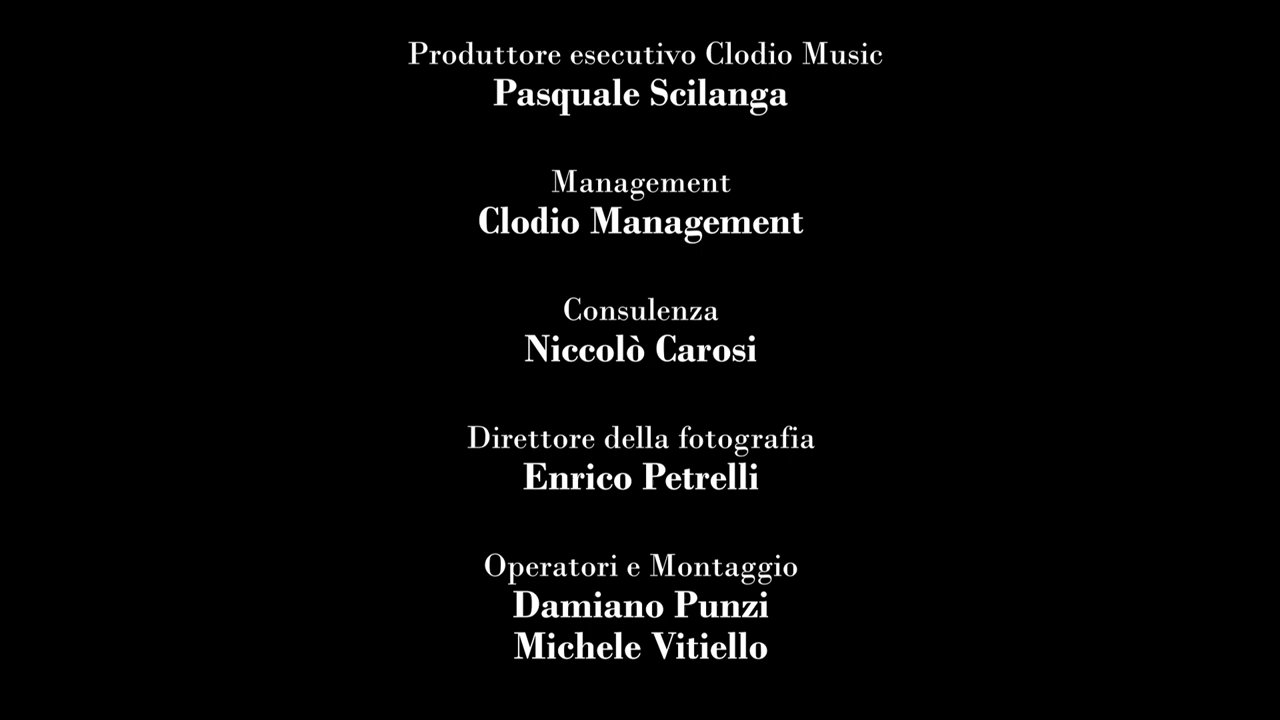 Produttore esecutivo Clodio Music
Pasquale Scilanga
Management
Clodio Management
Consulenza
Niccolò Carosi
Direttore della fotografia
Enrico Petrelli
Operatori e Montaggio
Damiano Punzi
Michele Vitiello